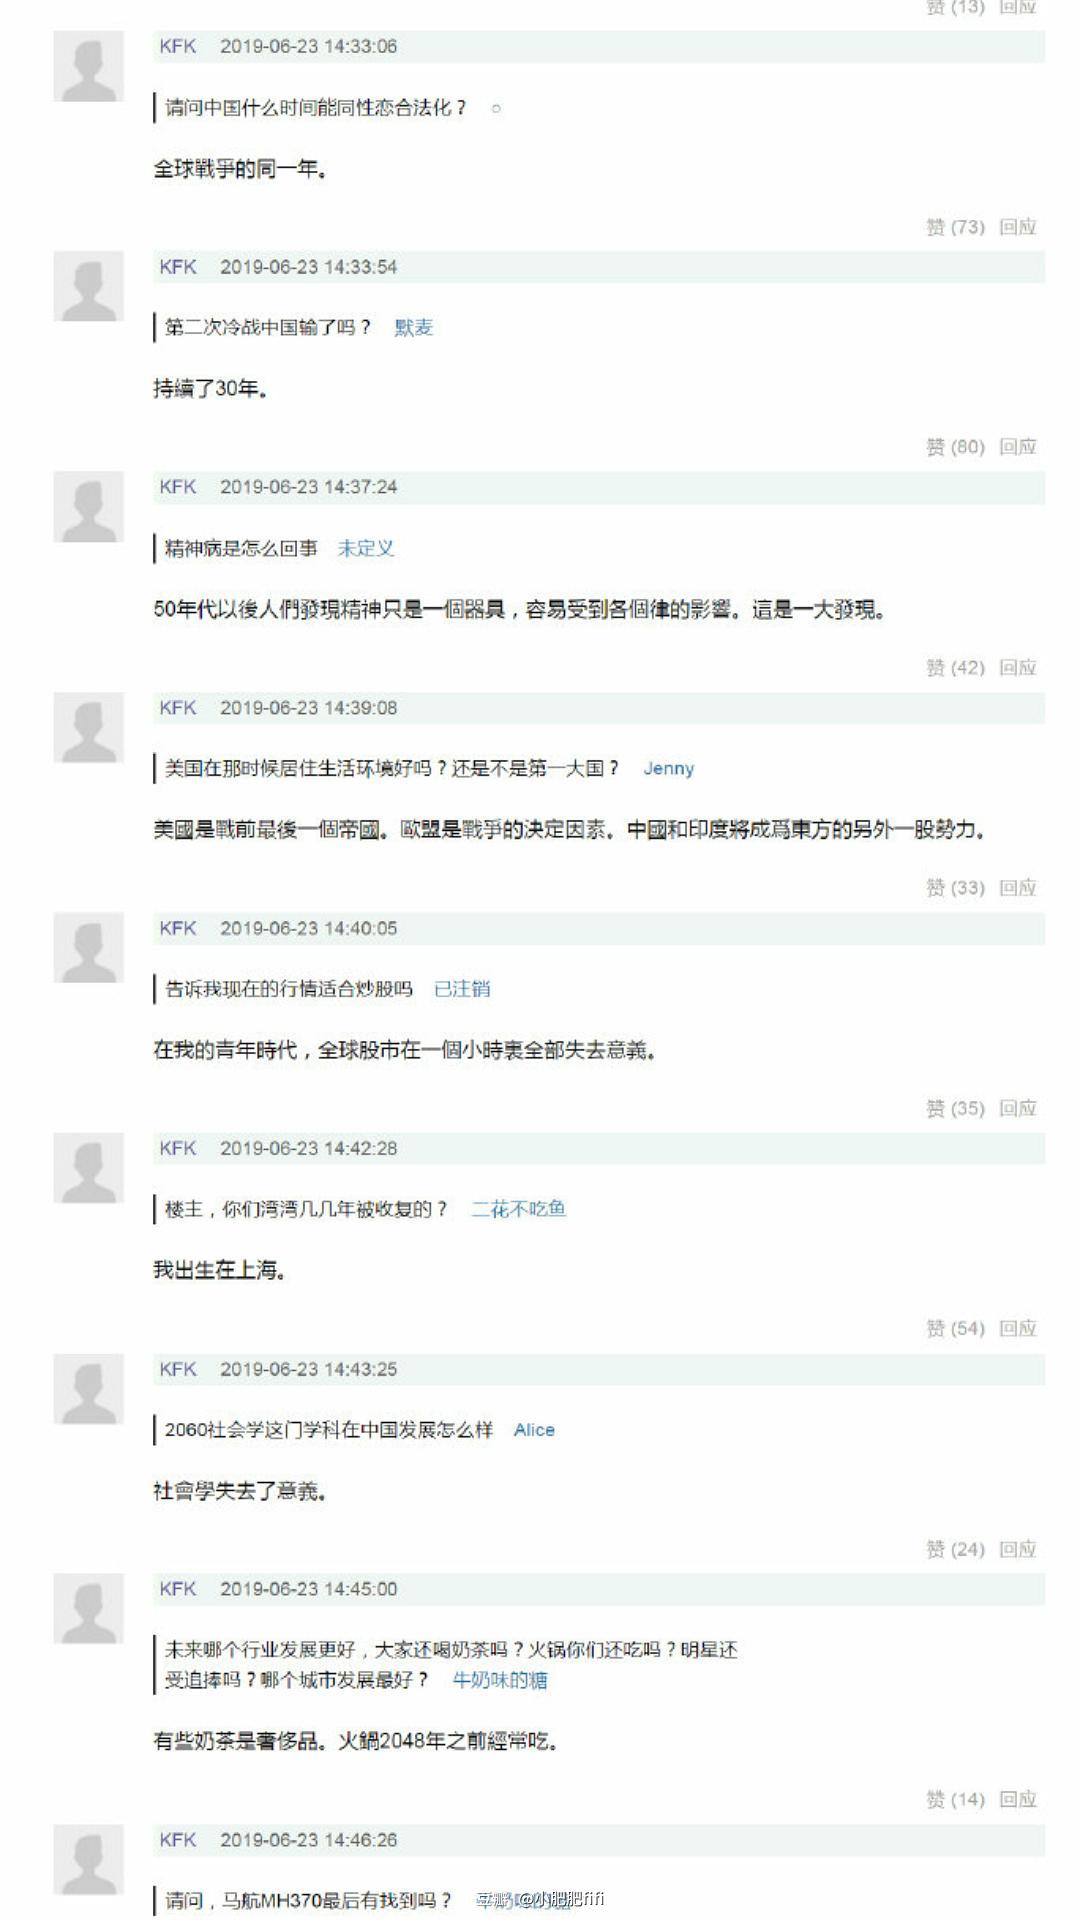 赞 (13) 回应
KFK 2019-06-23 14:33:06
请问中国什么时间能同性恋合法化？ ○
全球戰爭的同一年。
赞 (73) 回应
KFK 2019-06-23 14:33:54
第二次冷战中国输了吗？ 默麦
持續了30年。
赞 (80) 回应
KFK 2019-06-23 14:37:24
精神病是怎么回事 未定义
50年代以後人們發現精神只是一個器具，容易受到各個律的影響。這是一大發現。
赞 (42) 回应
KFK 2019-06-23 14:39:08
美国在那时候居住生活环境好吗？还是不是第一大国？ Jenny
美國是戰前最後一個帝國。歐盟是戰爭的決定因素。中國和印度將成爲東方的另外一股勢力。
赞 (33) 回应
KFK 2019-06-23 14:40:05
告诉我现在的行情适合炒股吗 已注销
在我的青年時代，全球股市在一個小時裏全部失去意義。
赞 (35) 回应
KFK 2019-06-23 14:42:28
楼主，你们湾湾几几年被收复的？ 二花不吃鱼
我出生在上海。
赞 (54) 回应
KFK 2019-06-23 14:43:25
2060社会学这门学科在中国发展怎么样 Alice
社會學失去了意義。
赞 (24) 回应
KFK 2019-06-23 14:45:00
未来哪个行业发展更好，大家还喝奶茶吗？火锅你们还吃吗？明星还
受追捧吗？哪个城市发展最好？ 牛奶味的糖
有些奶茶是奢侈品。火鍋2048年之前經常吃。
赞 (14) 回应
KFK 2019-06-23 14:46:26
请问，马航MH370最后有找到吗？
豆瓣 @小肥肥fifi